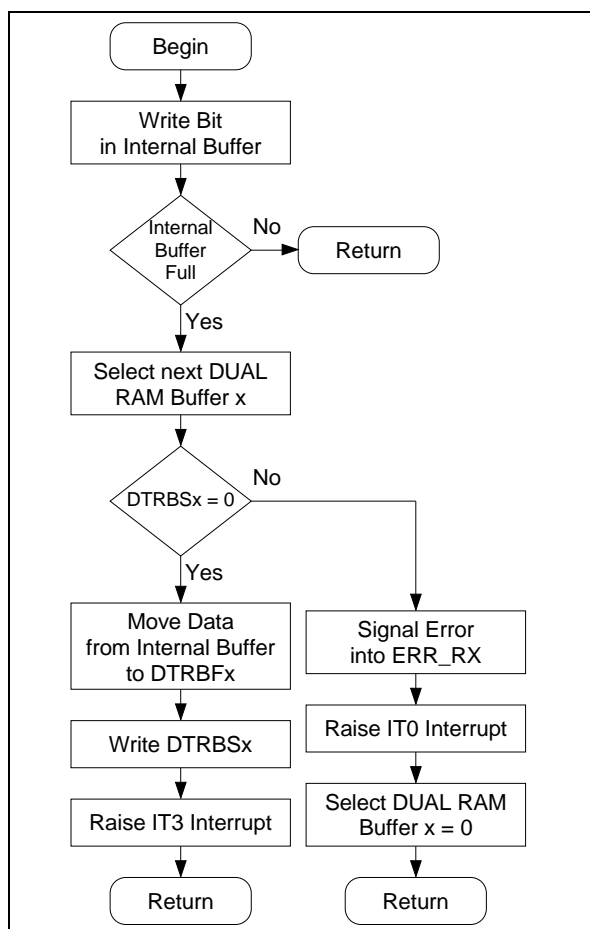 Begin
Write Bit
in Internal Buffer
Internal
Buffer
Full
No
Return
Yes
Select next DUAL
RAM Buffer x
DTRBSx = 0
No
Yes
Move Data
from Internal Buffer
to DTRBFx
Write DTRBSx
Raise IT3 Interrupt
Return
Signal Error
into ERR_RX
Raise IT0 Interrupt
Select DUAL RAM
Buffer x = 0
Return